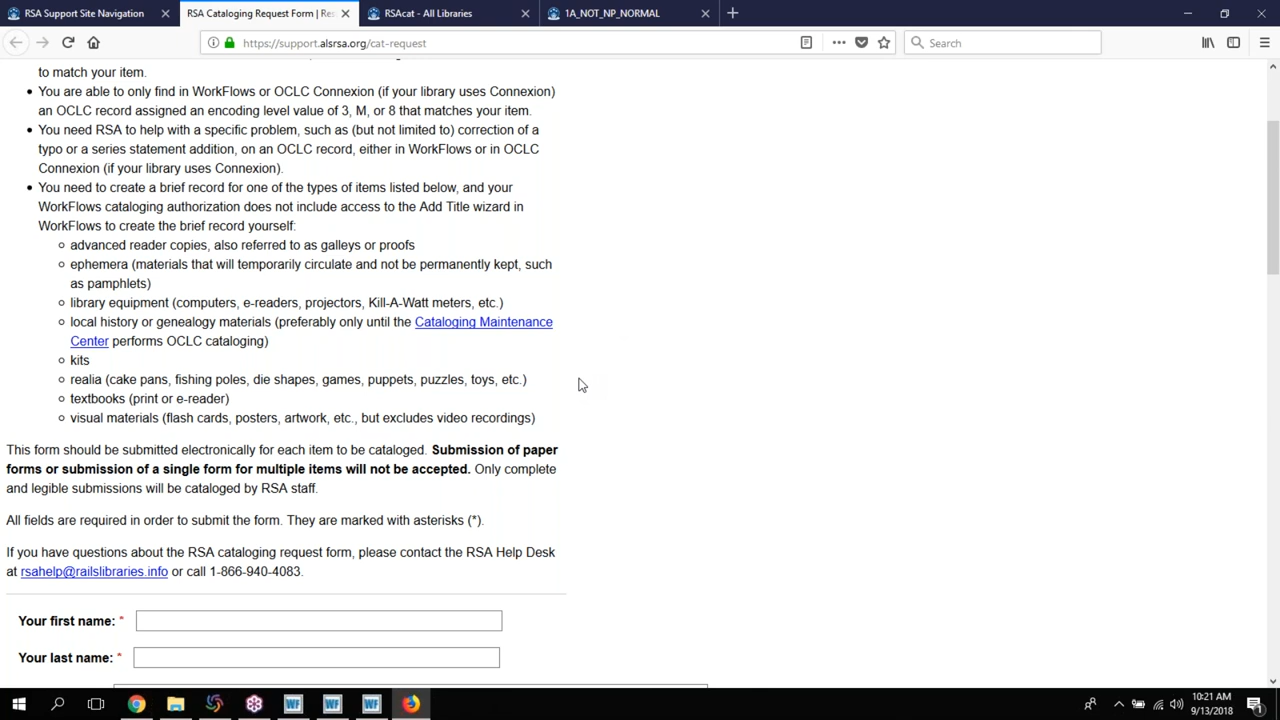 RSA Support Site Navigation
RSA Cataloging Request Form | Res
RSAcat - All Libraries
1A_NOT_NP_NORMAL
https://support.alsrsa.org/cat-request
Search
to match your item.
You are able to only find in WorkFlows or OCLC Connexion (if your library uses Connexion)
an OCLC record assigned an encoding level value of 3, M, or 8 that matches your item.
You need RSA to help with a specific problem, such as (but not limited to) correction of a
typo or a series statement addition, on an OCLC record, either in WorkFlows or in OCLC
Connexion (if your library uses Connexion).
You need to create a brief record for one of the types of items listed below, and your
WorkFlows cataloging authorization does not include access to the Add Title wizard in
WorkFlows to create the brief record yourself:
advanced reader copies, also referred to as galleys or proofs
ephemera (materials that will temporarily circulate and not be permanently kept, such
as pamphlets)
library equipment (computers, e-readers, projectors, Kill-A-Watt meters, etc.)
local history or genealogy materials (preferably only until the Cataloging Maintenance
Center performs OCLC cataloging)
kits
realia (cake pans, fishing poles, die shapes, games, puppets, puzzles, toys, etc.)
textbooks (print or e-reader)
visual materials (flash cards, posters, artwork, etc., but excludes video recordings)
This form should be submitted electronically for each item to be cataloged. Submission of paper
forms or submission of a single form for multiple items will not be accepted. Only complete
and legible submissions will be cataloged by RSA staff.
All fields are required in order to submit the form. They are marked with asterisks (*).
If you have questions about the RSA cataloging request form, please contact the RSA Help Desk
at rsahelp@railslibraries.info or call 1-866-940-4083.
Your first name: *
Your last name: *
WF
WF
WF
10:21 AM
9/13/2018
1